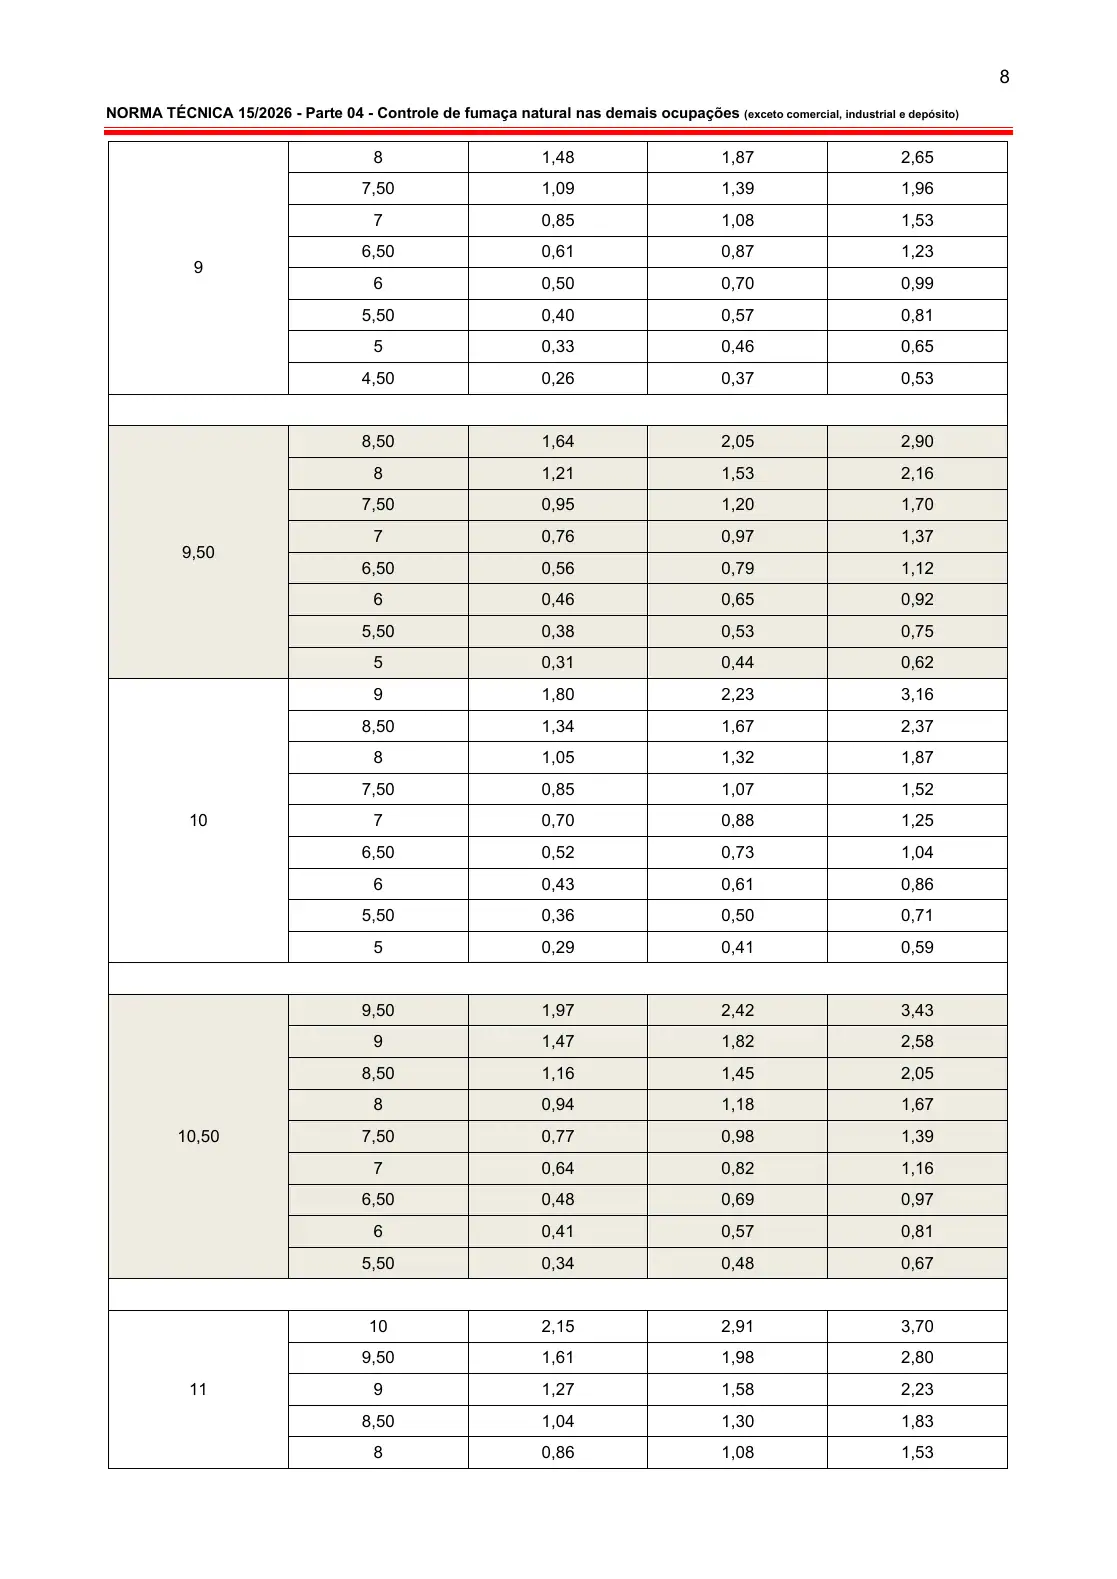 8
NORMA TÉCNICA 15/2026 - Parte 04 - Controle de fumaça natural nas demais ocupações (exceto comercial, industrial e depósito)
9
8 1,48 1,87 2,65
7,50 1,09 1,39 1,96
7 0,85 1,08 1,53
6,50 0,61 0,87 1,23
6 0,50 0,70 0,99
5,50 0,40 0,57 0,81
5 0,33 0,46 0,65
4,50 0,26 0,37 0,53
9,50
8,50 1,64 2,05 2,90
8 1,21 1,53 2,16
7,50 0,95 1,20 1,70
7 0,76 0,97 1,37
6,50 0,56 0,79 1,12
6 0,46 0,65 0,92
5,50 0,38 0,53 0,75
5 0,31 0,44 0,62
10
9 1,80 2,23 3,16
8,50 1,34 1,67 2,37
8 1,05 1,32 1,87
7,50 0,85 1,07 1,52
7 0,70 0,88 1,25
6,50 0,52 0,73 1,04
6 0,43 0,61 0,86
5,50 0,36 0,50 0,71
5 0,29 0,41 0,59
10,50
9,50 1,97 2,42 3,43
9 1,47 1,82 2,58
8,50 1,16 1,45 2,05
8 0,94 1,18 1,67
7,50 0,77 0,98 1,39
7 0,64 0,82 1,16
6,50 0,48 0,69 0,97
6 0,41 0,57 0,81
5,50 0,34 0,48 0,67
11
10 2,15 2,91 3,70
9,50 1,61 1,98 2,80
9 1,27 1,58 2,23
8,50 1,04 1,30 1,83
8 0,86 1,08 1,53